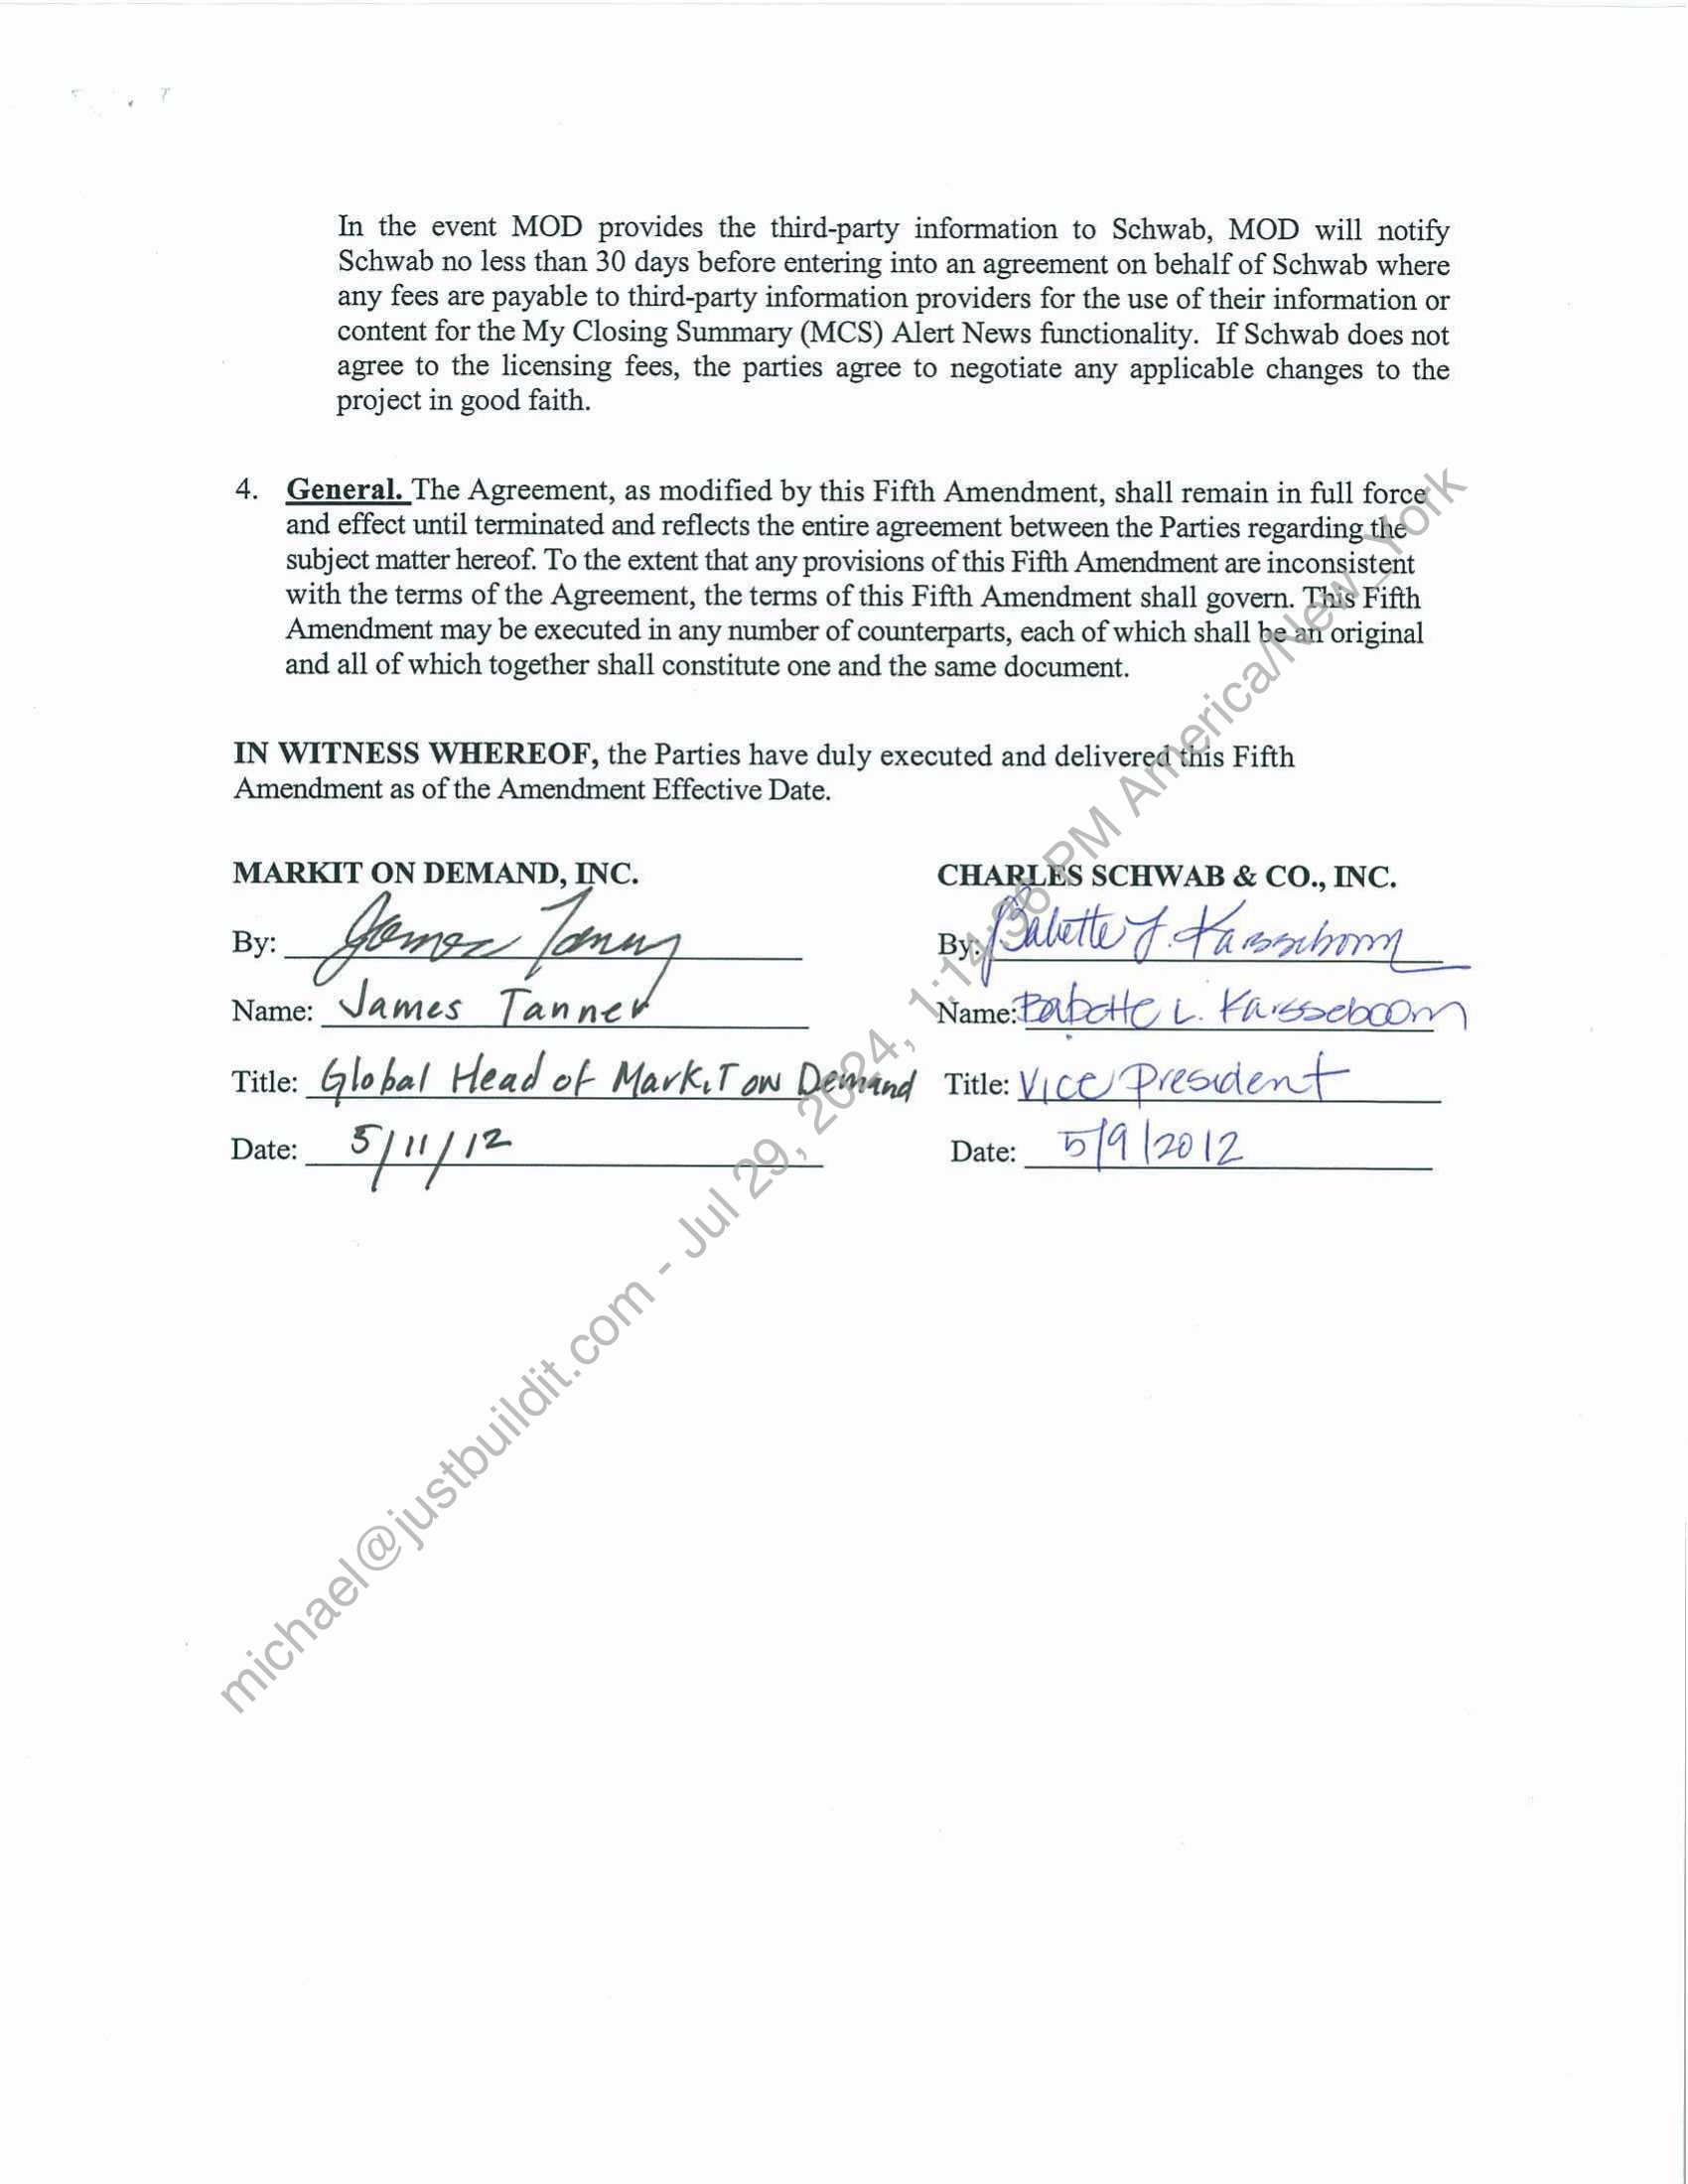 In the event MOD provides the third-party information to Schwab, MOD will notify
Schwab no less than 30 days before entering into an agreement on behalf of Schwab where
any fees are payable to third-party information providers for the use of their information or
content for the My Closing Summary (MCS) Alert News functionality. If Schwab does not
agree to the licensing fees, the parties agree to negotiate any applicable changes to the
project in good faith.
4. General. The Agreement, as modified by this Fifth Amendment, shall remain in full force
and effect until terminated and reflects the entire agreement between the Parties regarding the
subject matter hereof. To the extent that any provisions of this Fifth Amendment are inconsistent
with the terms of the Agreement, the terms of this Fifth Amendment shall govern. This Fifth
Amendment may be executed in any number of counterparts, each of which shall be an original
and all of which together shall constitute one and the same document.
IN WITNESS WHEREOF, the Parties have duly executed and delivered this Fifth
Amendment as of the Amendment Effective Date.
MARKIT ON DEMAND, INC.
By: James Tanner
Name: James Tanner
Title: Global Head of MarkiT on Demand
Date: 5/11/12
CHARLES SCHWAB & CO., INC.
By: Babette L. Kaisseboom
Name: Babette L. Kaisseboom
Title: Vice President
Date: 5/9/2012
michael@justbuildit.com - Jul 29, 2024, 1:14:36 PM America/New_York